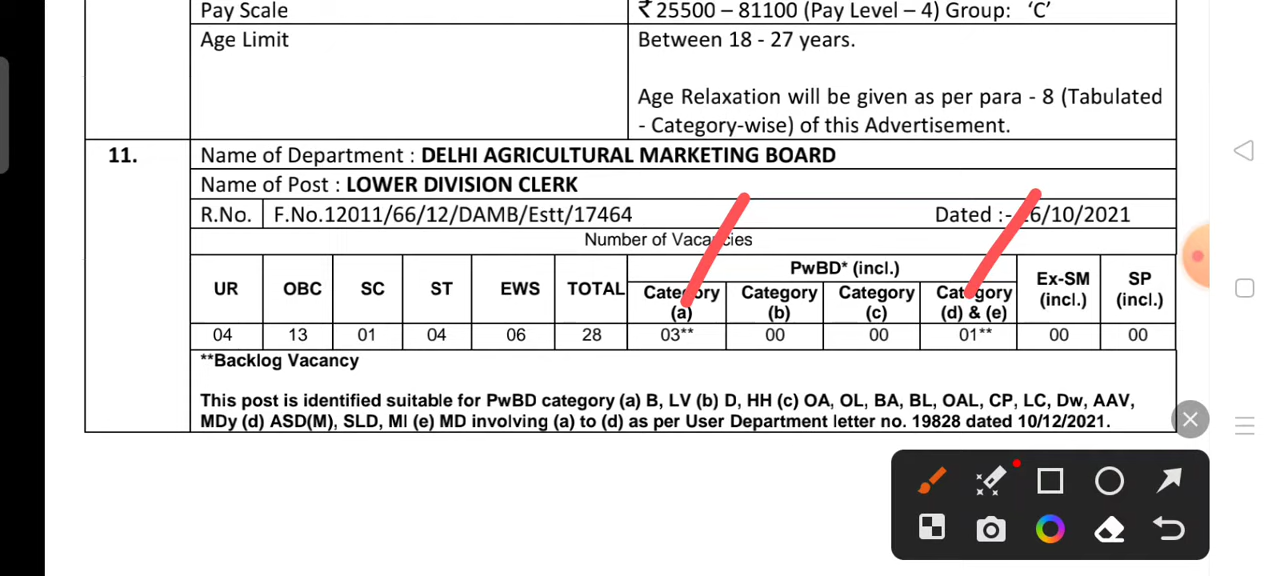 Pay Scale ₹ 25500 – 81100 (Pay Level – 4) Group: ‘C’
Age Limit Between 18 - 27 years.
Age Relaxation will be given as per para - 8 (Tabulated
- Category-wise) of this Advertisement.
11. Name of Department : DELHI AGRICULTURAL MARKETING BOARD
Name of Post : LOWER DIVISION CLERK
R.No. F.No.12011/66/12/DAMB/Estt/17464 Dated :- 26/10/2021
Number of Vacancies
UR OBC SC ST EWS TOTAL PwBD* (incl.) Ex-SM (incl.) SP (incl.)
Category (a) Category (b) Category (c) Category (d) & (e)
04 13 01 04 06 28 03** 00 00 01** 00 00
**Backlog Vacancy
This post is identified suitable for PwBD category (a) B, LV (b) D, HH (c) OA, OL, BA, BL, OAL, CP, LC, Dw, AAV,
MDy (d) ASD(M), SLD, MI (e) MD involving (a) to (d) as per User Department letter no. 19828 dated 10/12/2021.